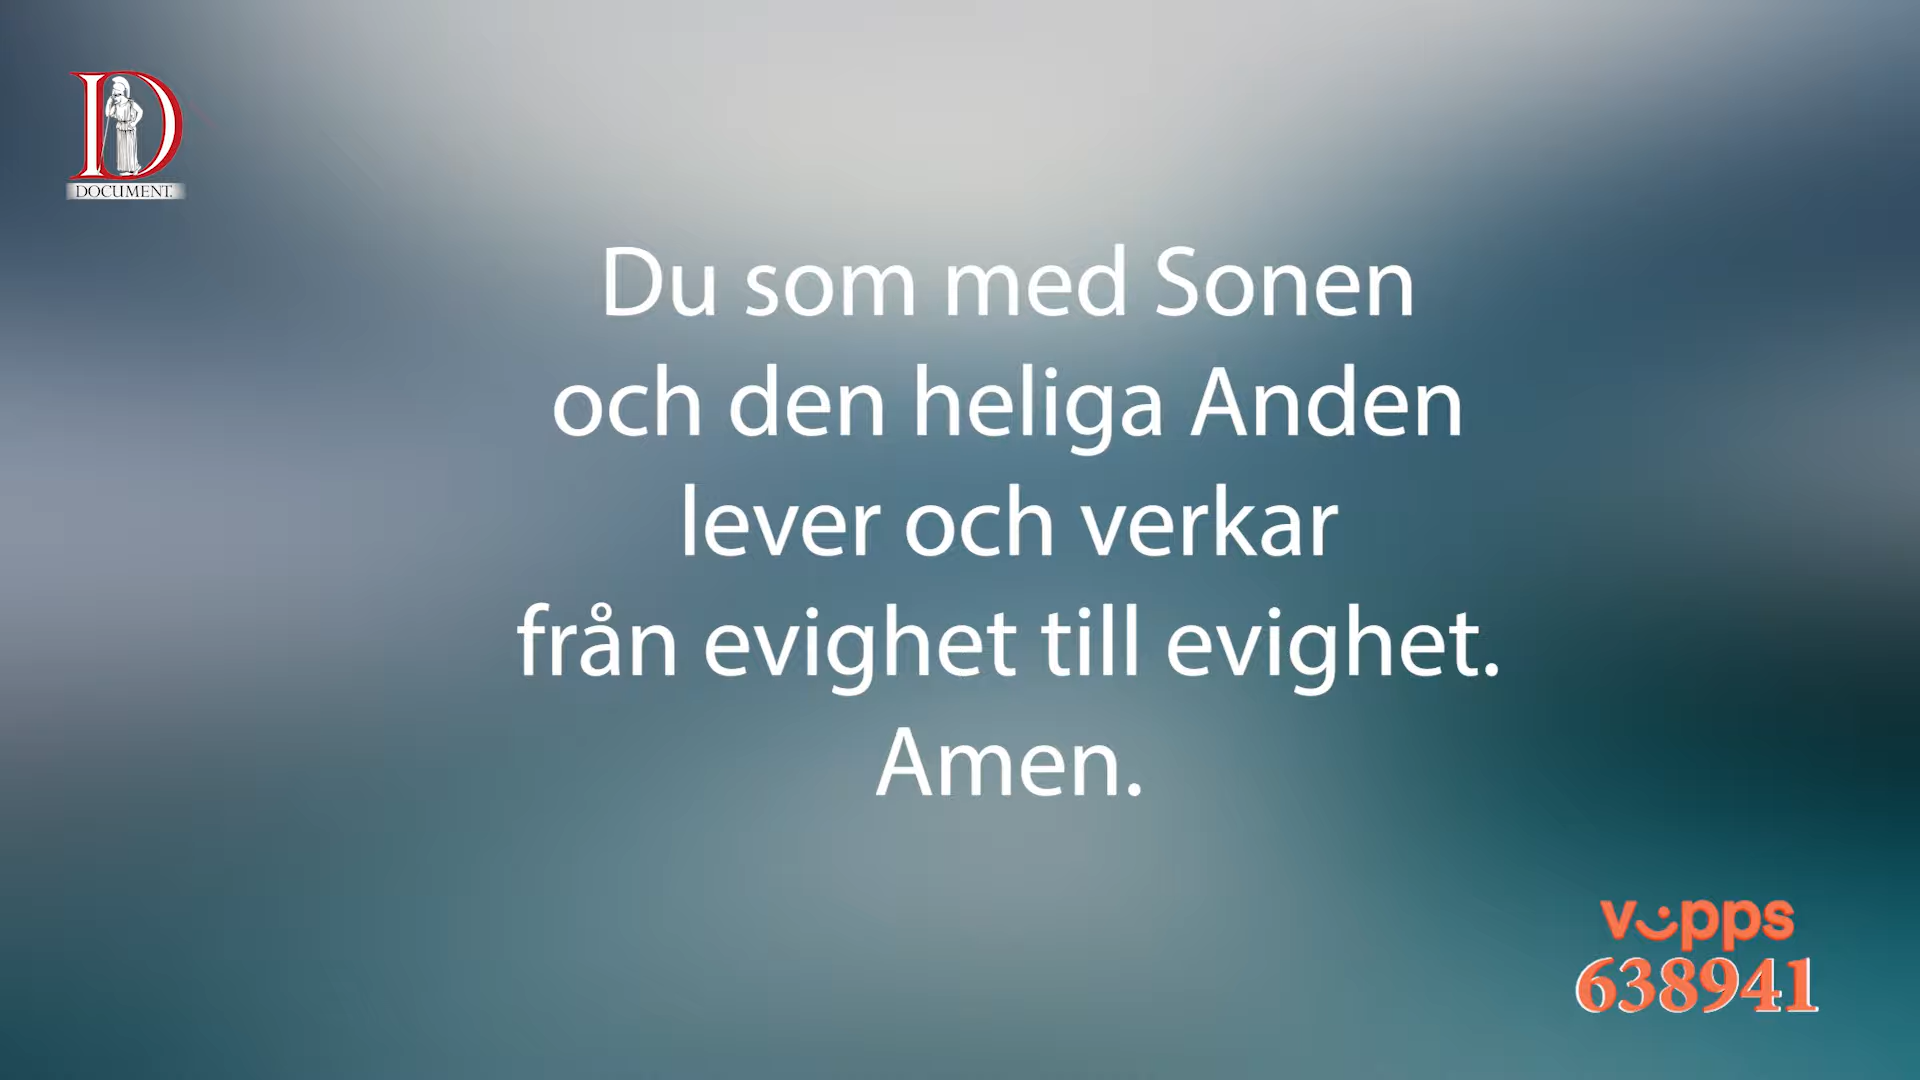 D
DOCUMENT.
Du som med Sonen
och den heliga Anden
lever och verkar
från evighet till evighet.
Amen.
vipps
638941